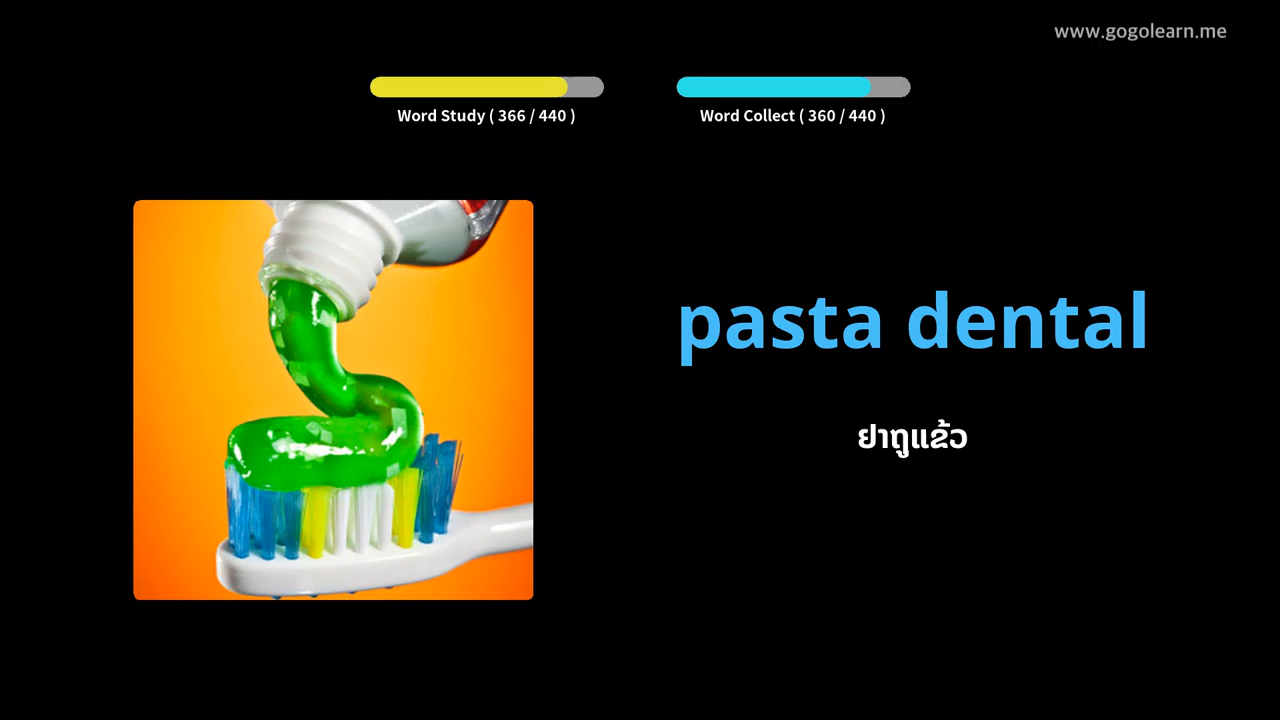 www.gogolearn.me
Word Study ( 366 / 440 )
Word Collect ( 360 / 440 )
pasta dental
ຢາຖູແຂ້ວ